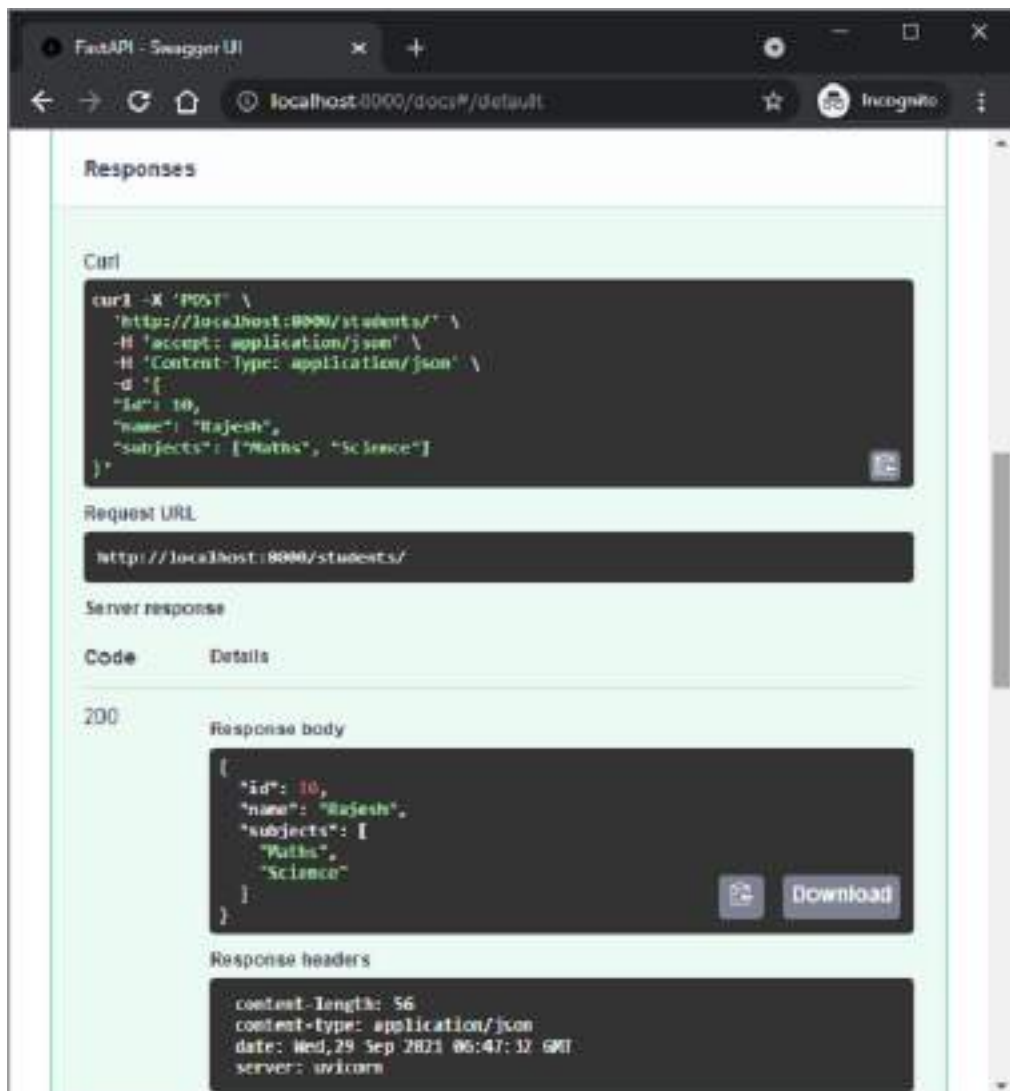 FastAPI - Swagger UI
localhost:8000/docs#/default
Incognito
Responses
Curl
curl -X 'POST' \
'http://localhost:8000/students/' \
-H 'accept: application/json' \
-H 'Content-Type: application/json' \
-d '{
"id": 10,
"name": "Rajesh",
"subjects": ["Maths", "Science"]
}'
Request URL
http://localhost:8000/students/
Server response
Code Details
200
Response body
{
"id": 10,
"name": "Rajesh",
"subjects": [
"Maths",
"Science"
]
}
Download
Response headers
content-length: 56
content-type: application/json
date: Wed,29 Sep 2021 06:47:32 GMT
server: uvicorn